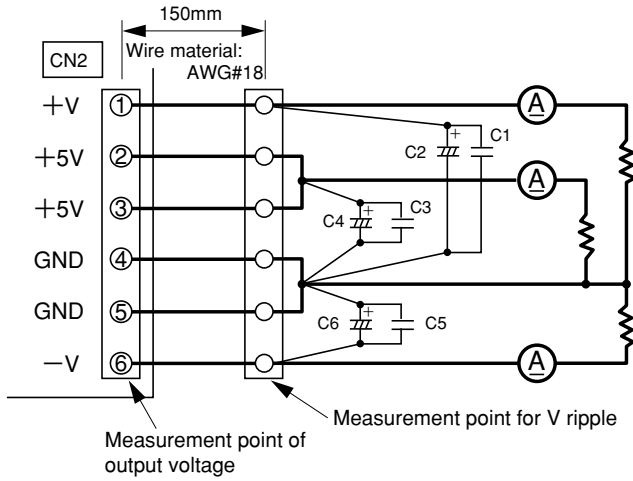 150mm
CN2
Wire material:
AWG#18
+V
①
A
+5V
②
+
C2
C1
A
+5V
③
+
C4
C3
GND
④
GND
⑤
+
C6
C5
−V
⑥
A
Measurement point for V ripple
Measurement point of
output voltage